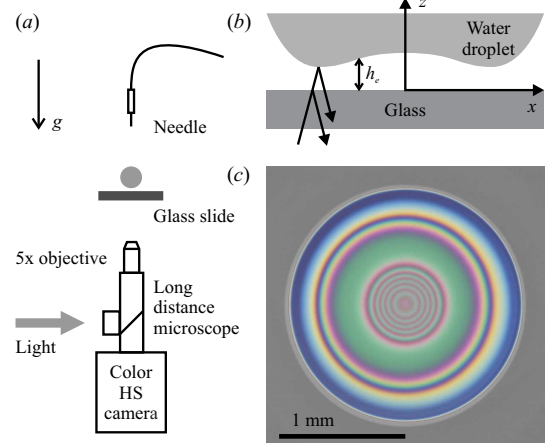 (a)
g
Needle
Glass slide
5x objective
Long
distance
microscope
Light
Color
HS
camera
(b)
z
Water
droplet
h_e
Glass
x
(c)
1 mm